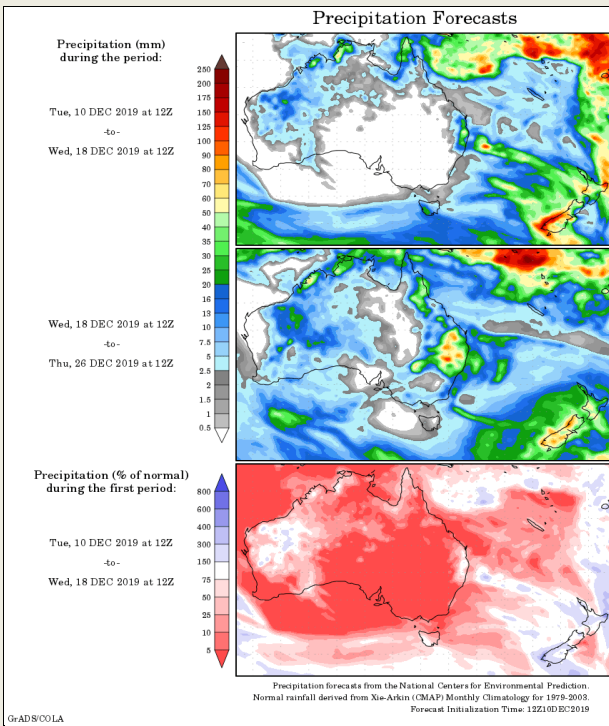 Precipitation Forecasts
Precipitation (mm)
during the period:
Tue, 10 DEC 2019 at 12Z
-to-
Wed, 18 DEC 2019 at 12Z
250
200
175
150
125
100
90
80
70
60
50
40
35
30
25
20
16
13
10
7.5
5
2.5
2
1.5
1
0.5
Wed, 18 DEC 2019 at 12Z
-to-
Thu, 26 DEC 2019 at 12Z
Precipitation (% of normal)
during the first period:
Tue, 10 DEC 2019 at 12Z
-to-
Wed, 18 DEC 2019 at 12Z
800
600
400
300
150
75
50
25
10
5
Precipitation forecasts from the National Centers for Environmental Prediction.
Normal rainfall derived from Xie-Arkin (CMAP) Monthly Climatology for 1979-2003.
Forecast Initialization Time: 12Z10DEC2019
GrADS/COLA